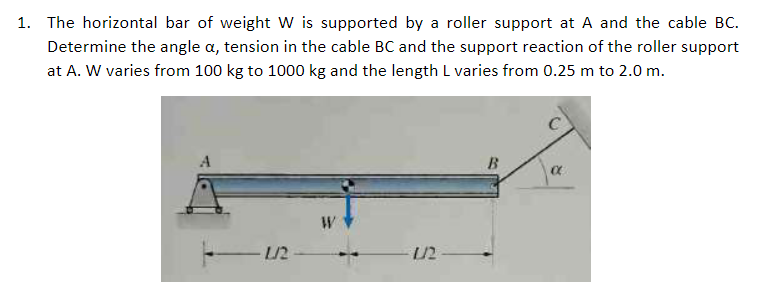 1. The horizontal bar of weight W is supported by a roller support at A and the cable BC.
Determine the angle α, tension in the cable BC and the support reaction of the roller support
at A. W varies from 100 kg to 1000 kg and the length L varies from 0.25 m to 2.0 m.
C
A
B
α
W
L/2
L/2